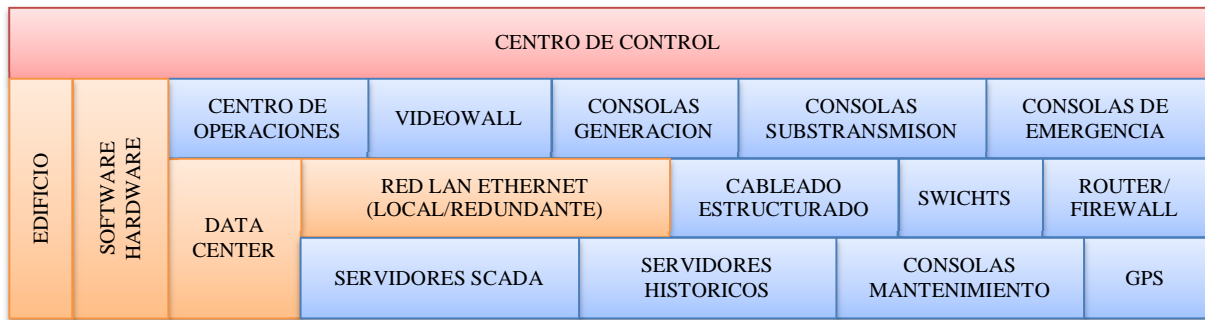 CENTRO DE CONTROL
EDIFICIO
SOFTWARE
HARDWARE
CENTRO DE
OPERACIONES
VIDEOWALL
CONSOLAS
GENERACION
CONSOLAS
SUBSTRANSMISON
CONSOLAS DE
EMERGENCIA
DATA
CENTER
RED LAN ETHERNET
(LOCAL/REDUNDANTE)
CABLEADO
ESTRUCTURADO
SWICHTS
ROUTER/
FIREWALL
SERVIDORES SCADA
SERVIDORES
HISTORICOS
CONSOLAS
MANTENIMIENTO
GPS